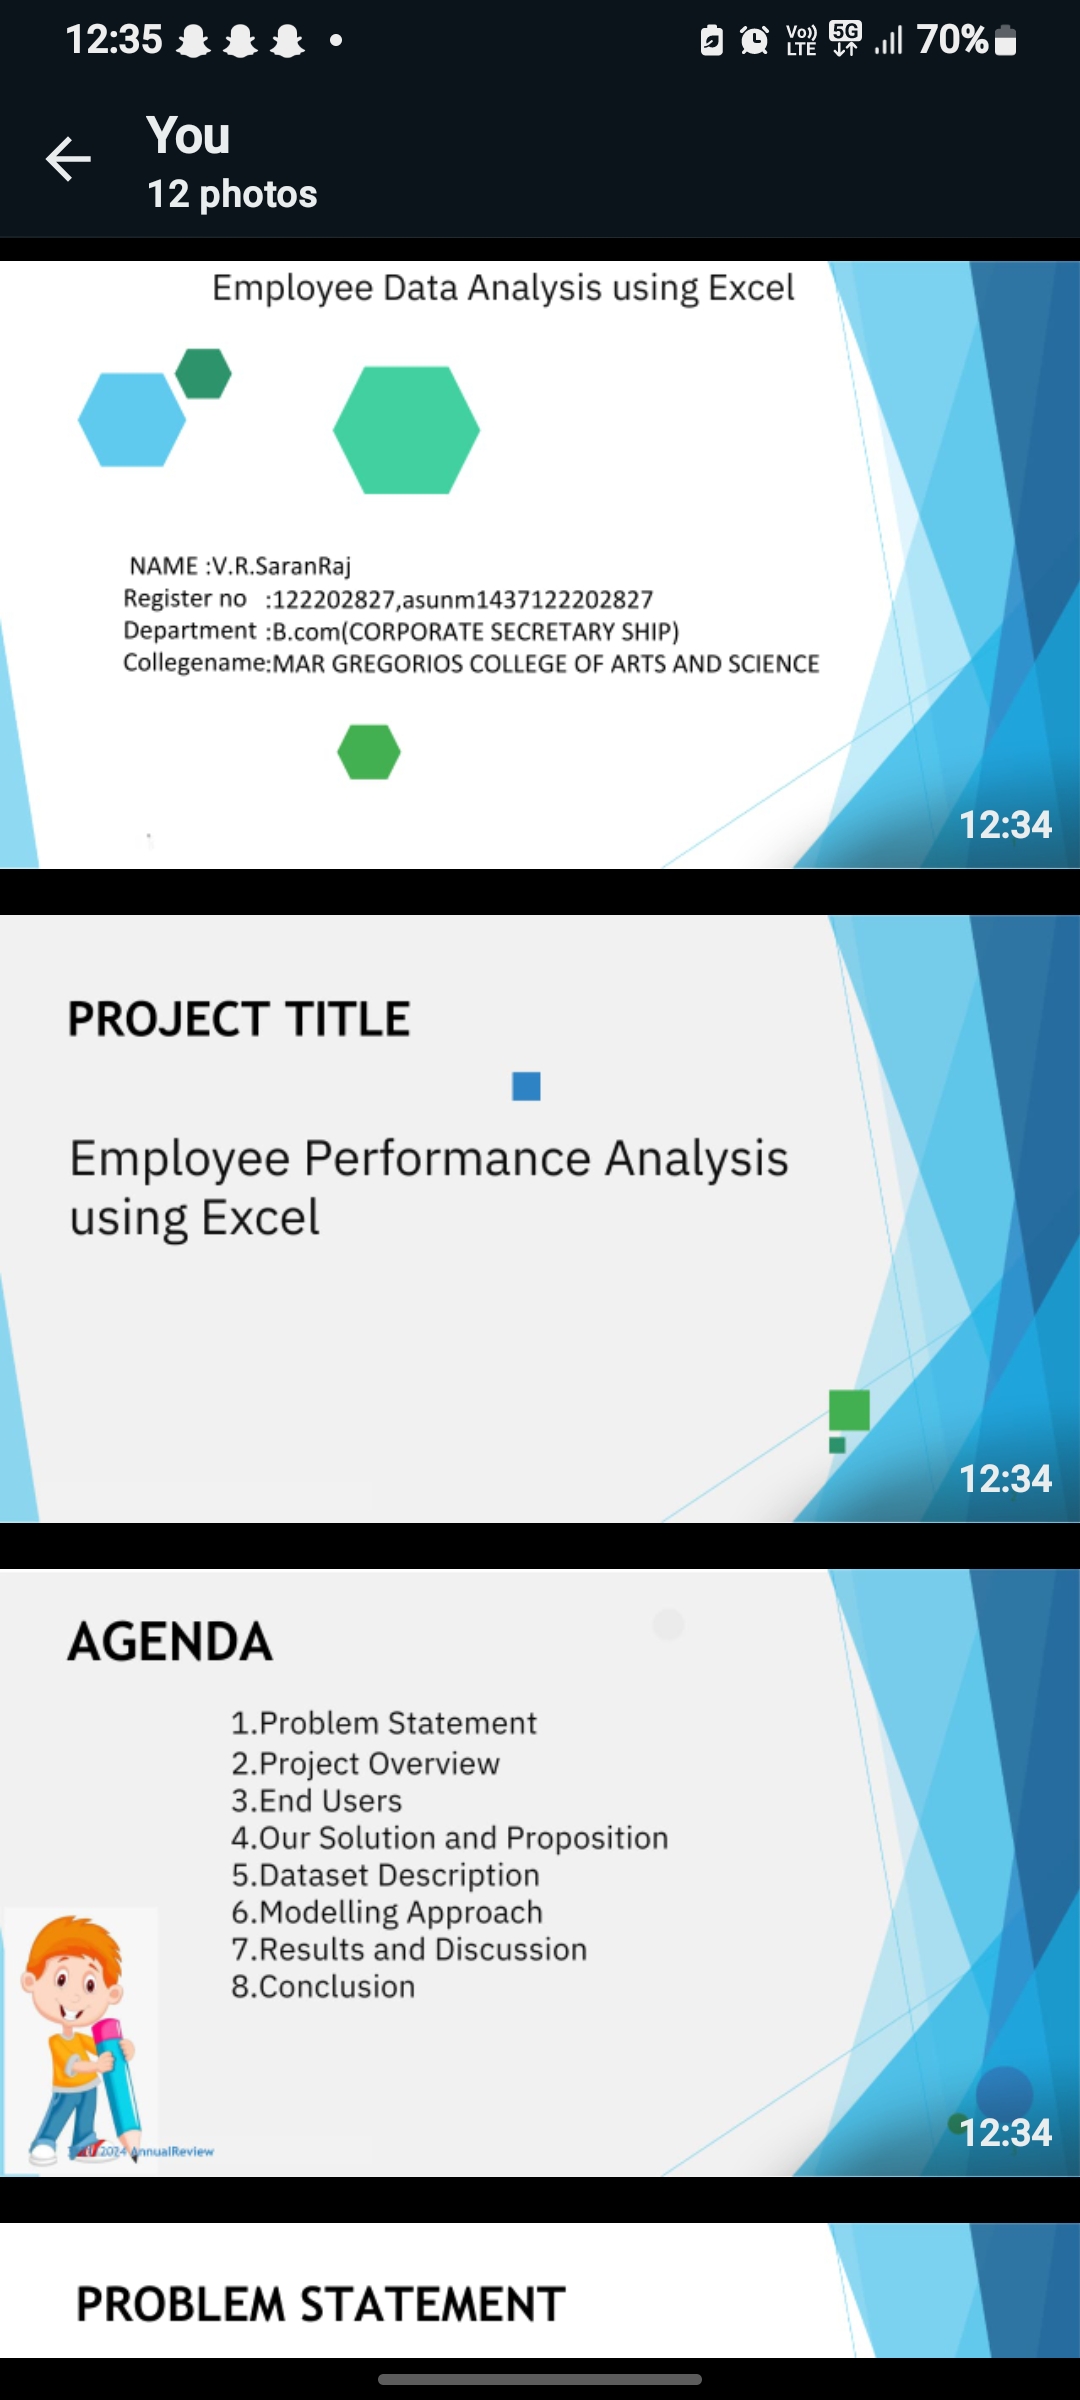 12:35
Vo))
LTE
5G
70%
You
12 photos
Employee Data Analysis using Excel
NAME :V.R.SaranRaj
Register no :122202827,asunm1437122202827
Department :B.com(CORPORATE SECRETARY SHIP)
Collegename:MAR GREGORIOS COLLEGE OF ARTS AND SCIENCE
12:34
PROJECT TITLE
Employee Performance Analysis
using Excel
12:34
AGENDA
1.Problem Statement
2.Project Overview
3.End Users
4.Our Solution and Proposition
5.Dataset Description
6.Modelling Approach
7.Results and Discussion
8.Conclusion
2024 AnnualReview
12:34
PROBLEM STATEMENT